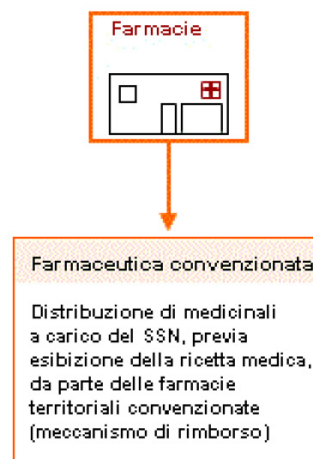 Farmacie
Farmaceutica convenzionata
Distribuzione di medicinali
a carico del SSN, previa
esibizione della ricetta medica,
da parte delle farmacie
territoriali convenzionate
(meccanismo di rimborso)